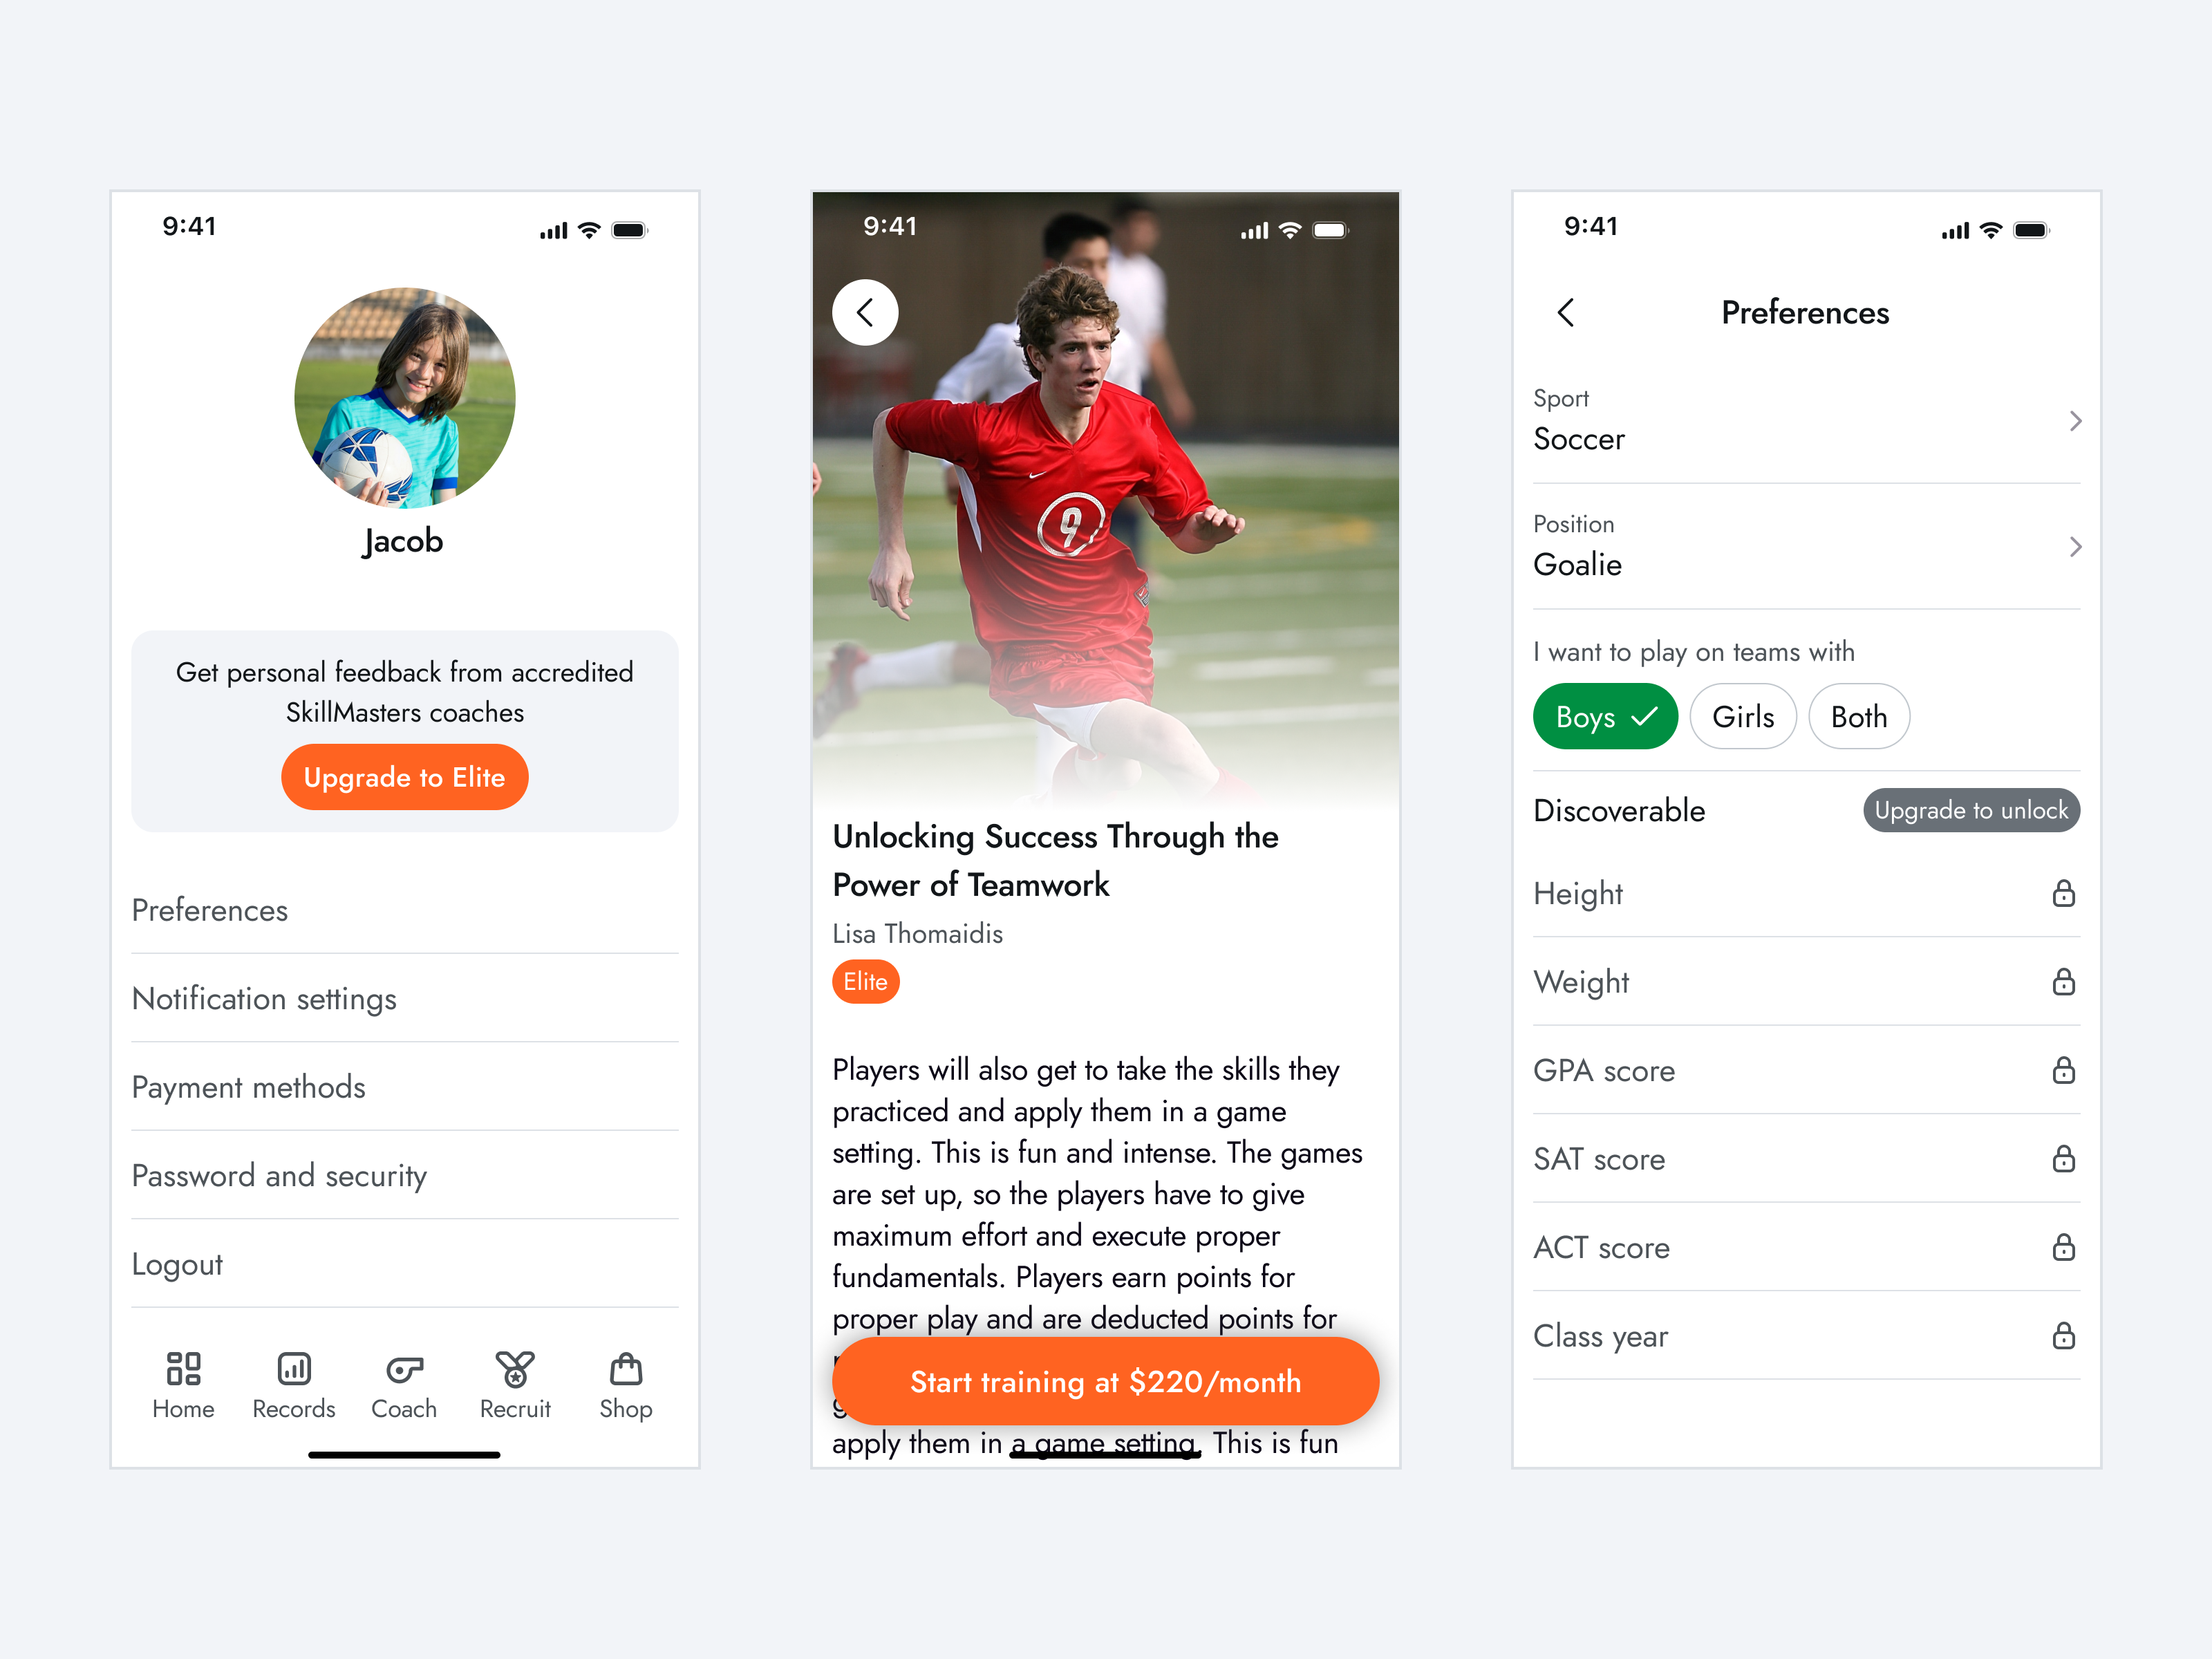 9:41
Jacob
Get personal feedback from accredited
SkillMasters coaches
Upgrade to Elite
Preferences
Notification settings
Payment methods
Password and security
Logout
Home
Records
Coach
Recruit
Shop
9:41
9
Unlocking Success Through the
Power of Teamwork
Lisa Thomaidis
Elite
Players will also get to take the skills they
practiced and apply them in a game
setting. This is fun and intense. The games
are set up, so the players have to give
maximum effort and execute proper
fundamentals. Players earn points for
proper play and are deducted points for
Start training at $220/month
apply them in a game setting. This is fun
9:41
Preferences
Sport
Soccer
Position
Goalie
I want to play on teams with
Boys
Girls
Both
Discoverable
Upgrade to unlock
Height
Weight
GPA score
SAT score
ACT score
Class year